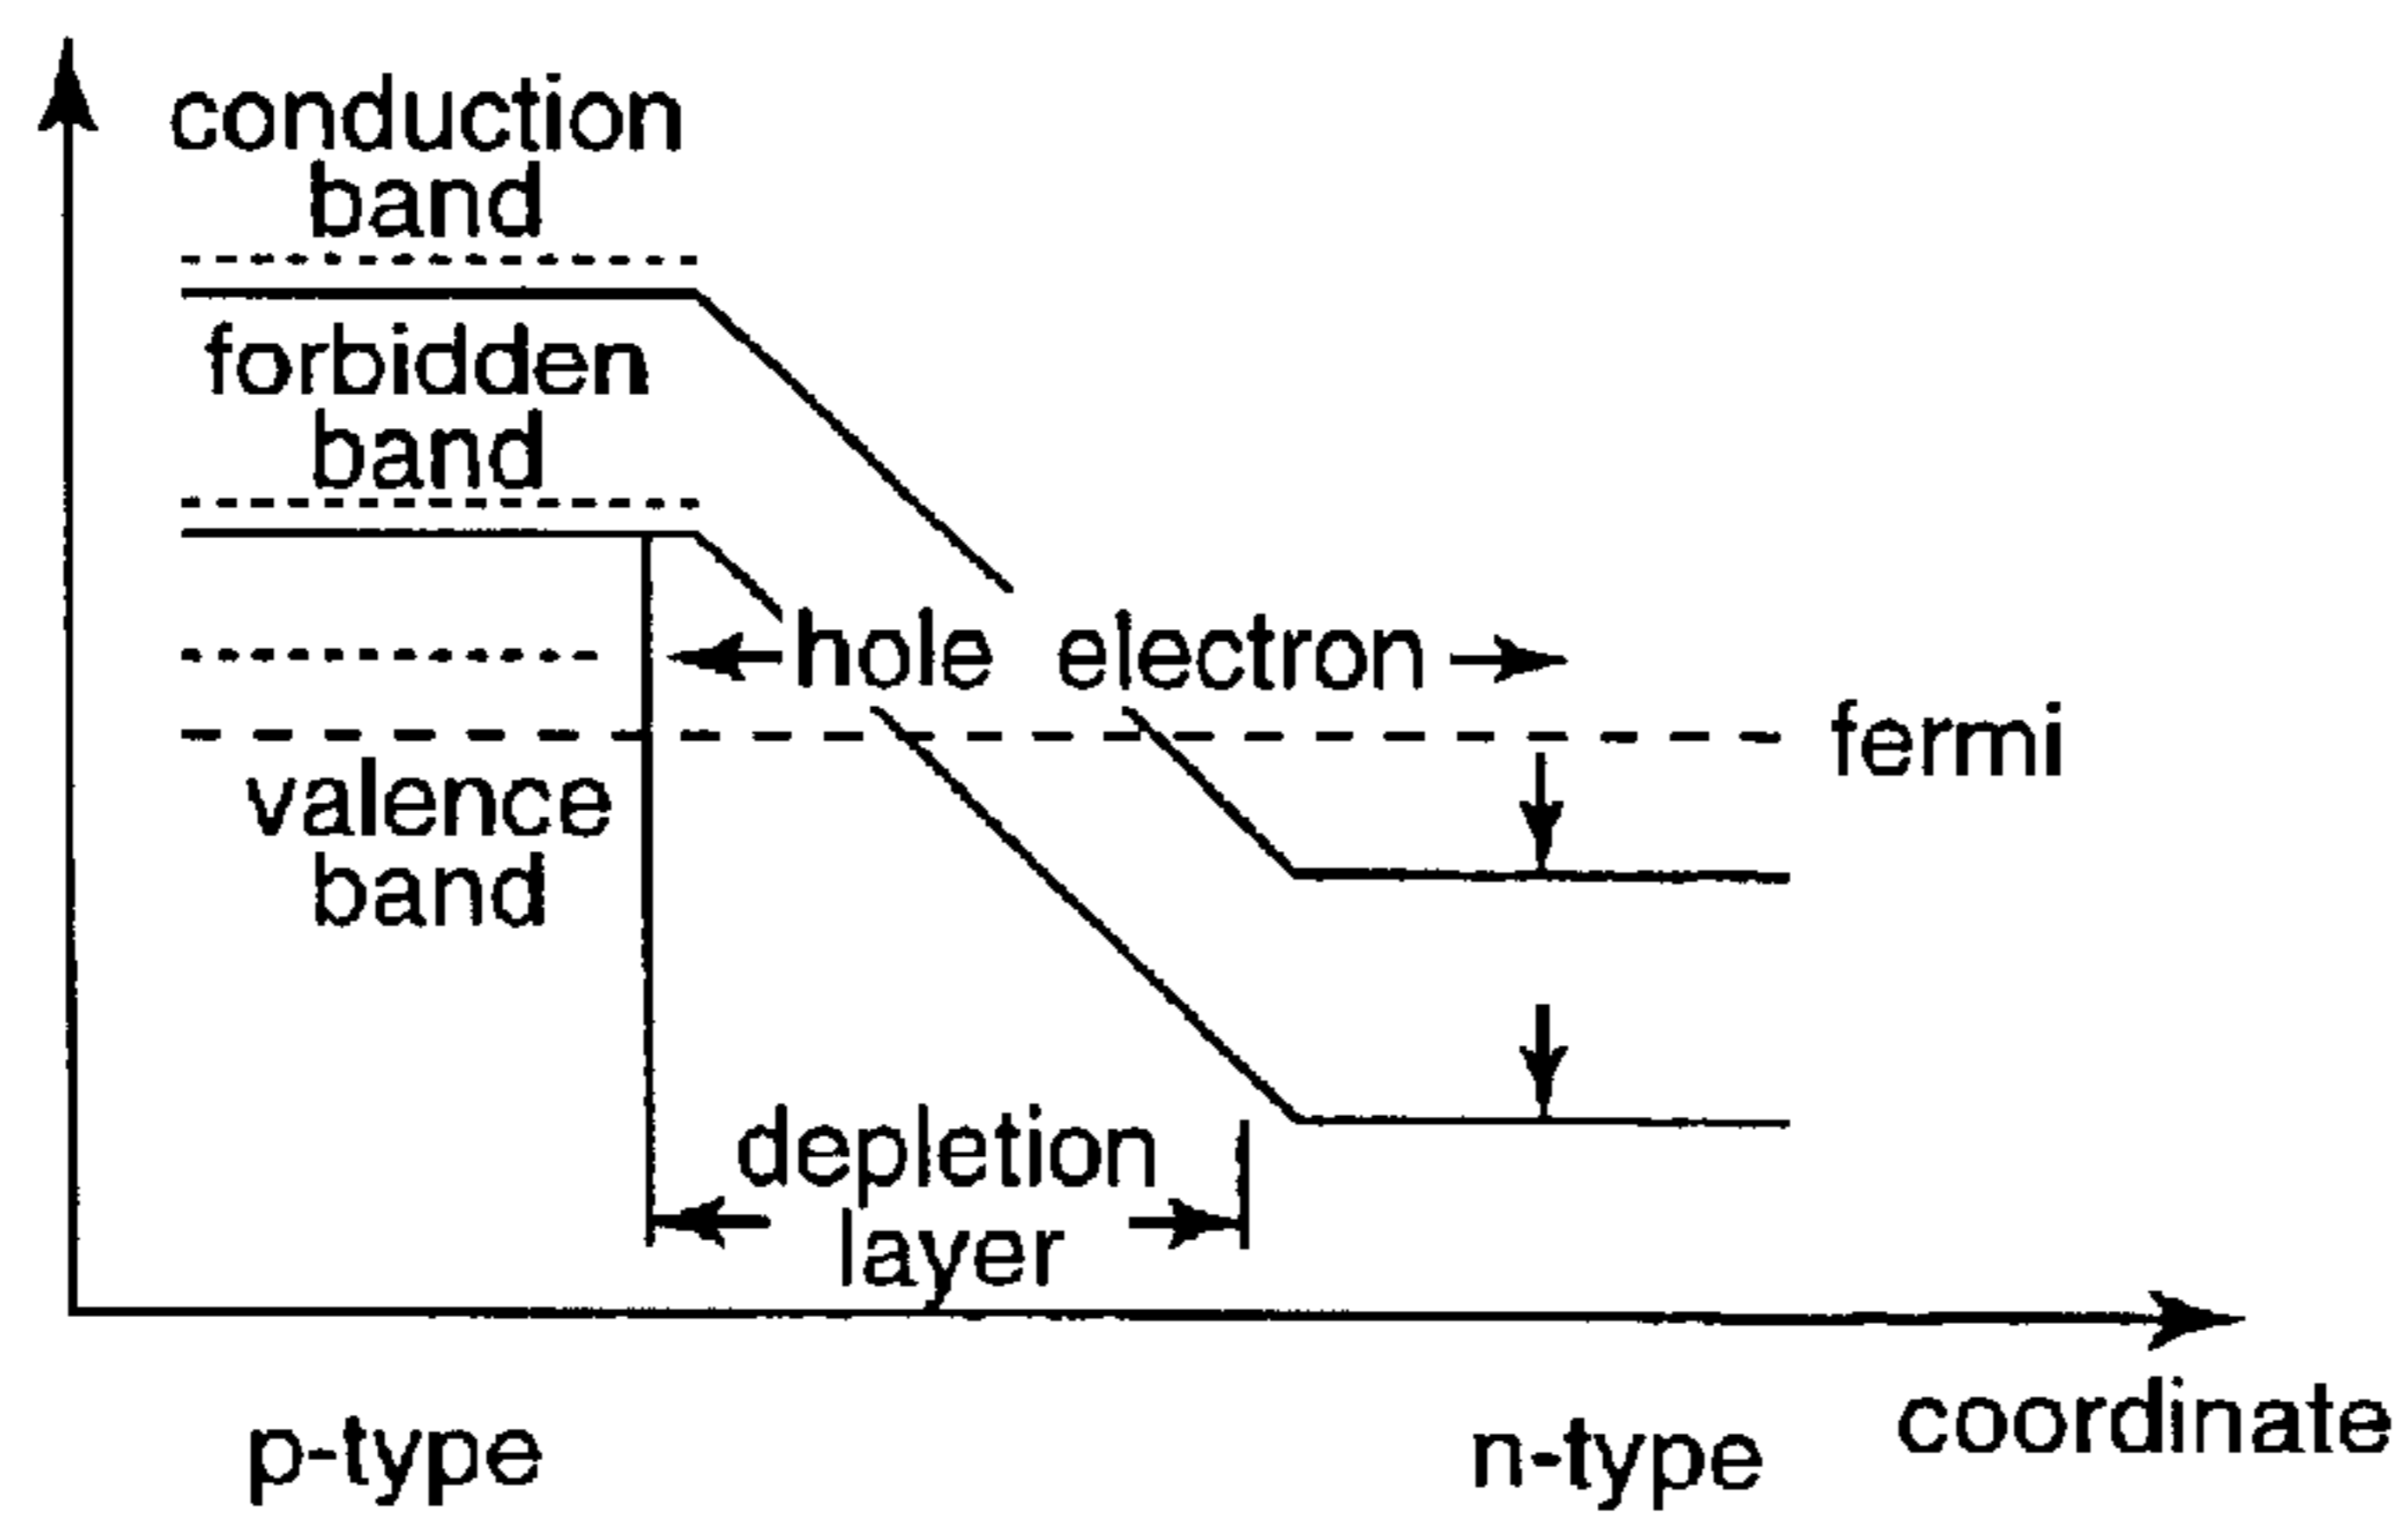 conduction
band
forbidden
band
hole electron
fermi
valence
band
depletion
layer
coordinate
p-type
n-type